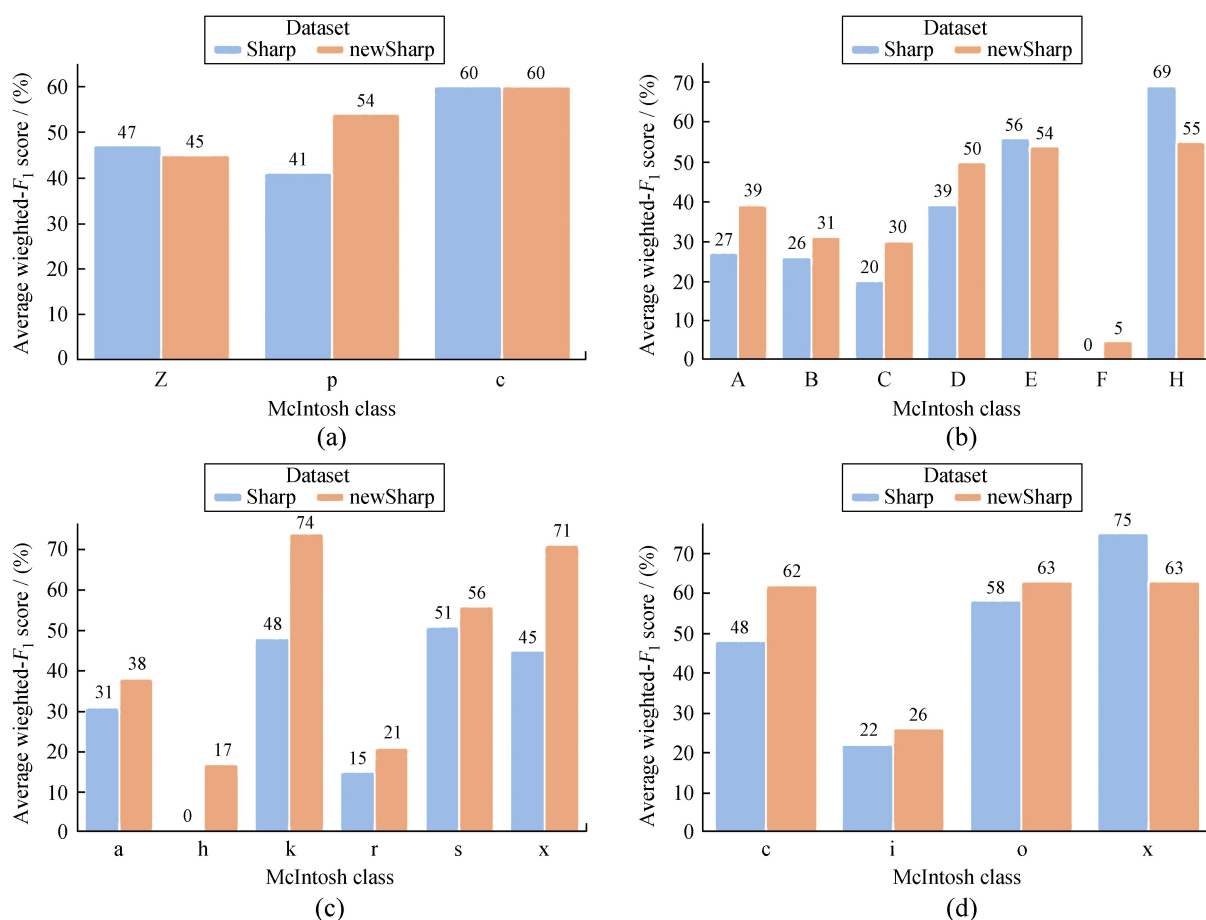 Dataset
Sharp newSharp
Average wieghted-F1 score / (%)
60
50
40
30
20
10
0
47
45
41
54
60
60
Z p c
McIntosh class
(a)
Dataset
Sharp newSharp
Average wieghted-F1 score / (%)
70
60
50
40
30
20
10
0
27
39
26
31
20
30
39
50
56
54
0
5
69
55
A B C D E F H
McIntosh class
(b)
Dataset
Sharp newSharp
Average wieghted-F1 score / (%)
70
60
50
40
30
20
10
0
31
38
0
17
48
74
15
21
51
56
45
71
a h k r s x
McIntosh class
(c)
Dataset
Sharp newSharp
Average wieghted-F1 score / (%)
70
60
50
40
30
20
10
0
48
62
22
26
58
63
75
63
c i o x
McIntosh class
(d)